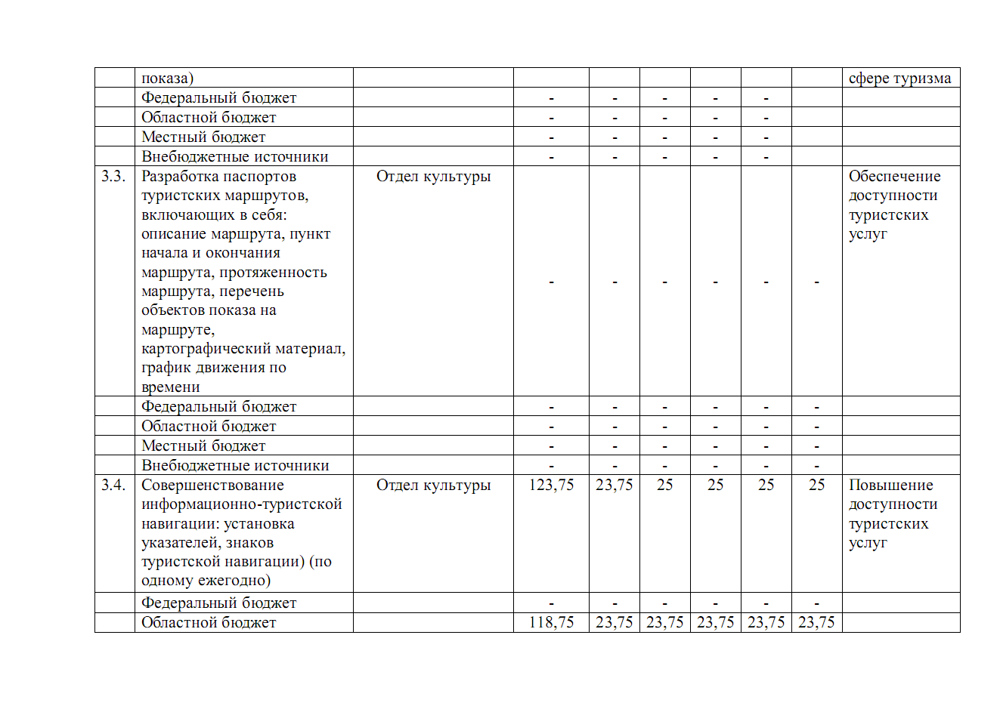 показа) сфере туризма
Федеральный бюджет - - - - -
Областной бюджет - - - - -
Местный бюджет - - - - -
Внебюджетные источники - - - - -
3.3. Разработка паспортов Отдел культуры Обеспечение
туристских маршрутов, доступности
включающих в себя: туристских
описание маршрута, пункт услуг
начала и окончания
маршрута, протяженность
маршрута, перечень - - - - - -
объектов показа на
маршруте,
картографический материал,
график движения по
времени
Федеральный бюджет - - - - - -
Областной бюджет - - - - - -
Местный бюджет - - - - - -
Внебюджетные источники - - - - - -
3.4. Совершенствование Отдел культуры 123,75 23,75 25 25 25 25 Повышение
информационно-туристской доступности
навигации: установка туристских
указателей, знаков услуг
туристской навигации) (по
одному ежегодно)
Федеральный бюджет - - - - - -
Областной бюджет 118,75 23,75 23,75 23,75 23,75 23,75